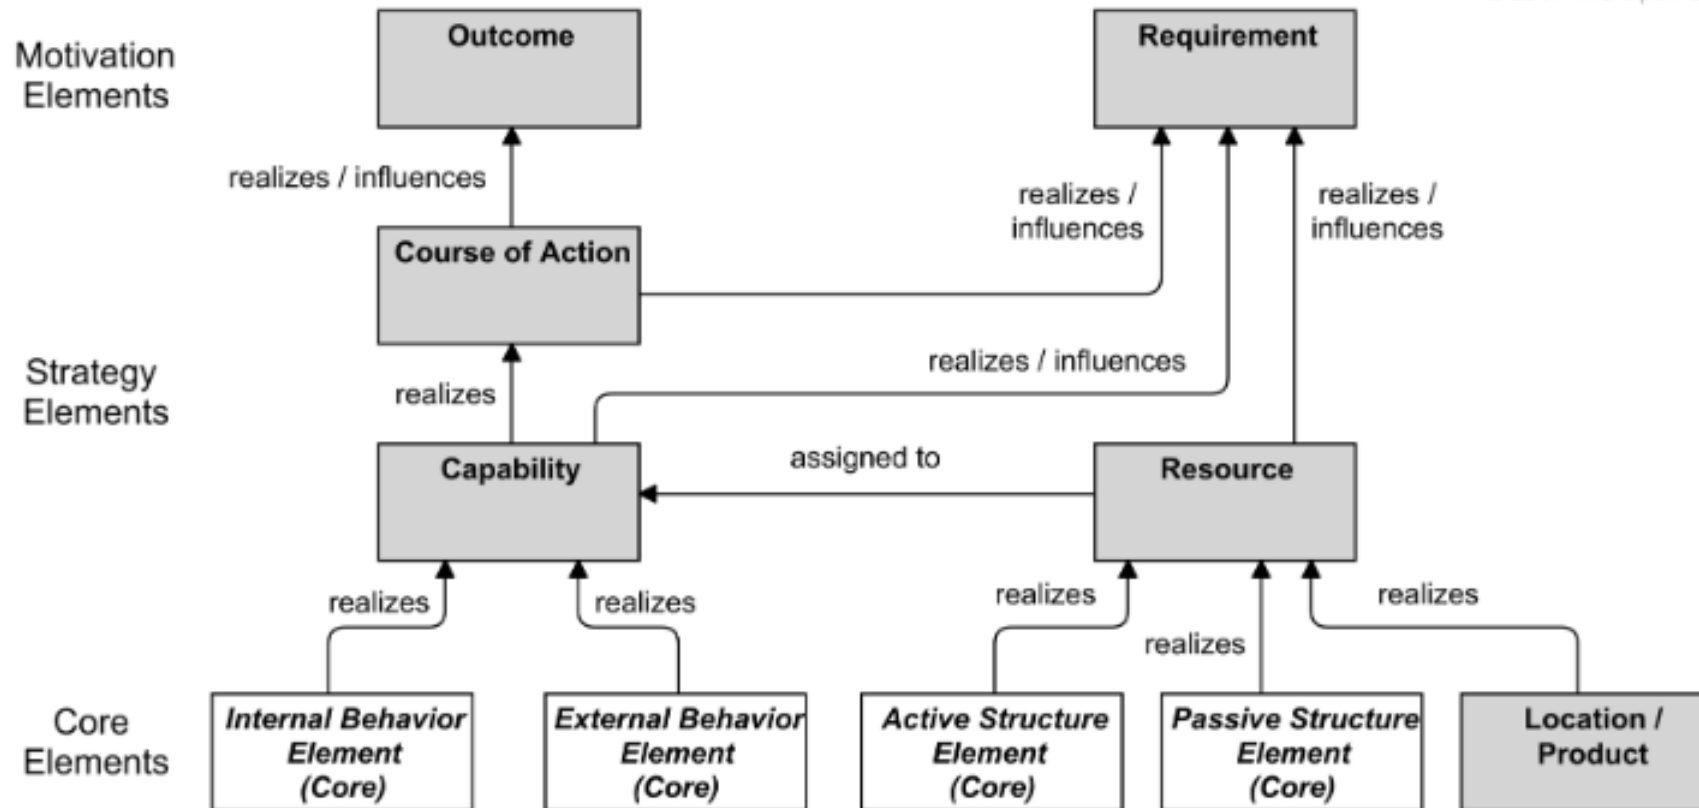 Outcome
Requirement
Motivation
Elements
realizes / influences
realizes /
influences
realizes /
influences
Course of Action
realizes / influences
Strategy
Elements
realizes
assigned to
Capability
Resource
realizes
realizes
realizes
realizes
realizes
Core
Elements
Internal Behavior
Element
(Core)
External Behavior
Element
(Core)
Active Structure
Element
(Core)
Passive Structure
Element
(Core)
Location /
Product